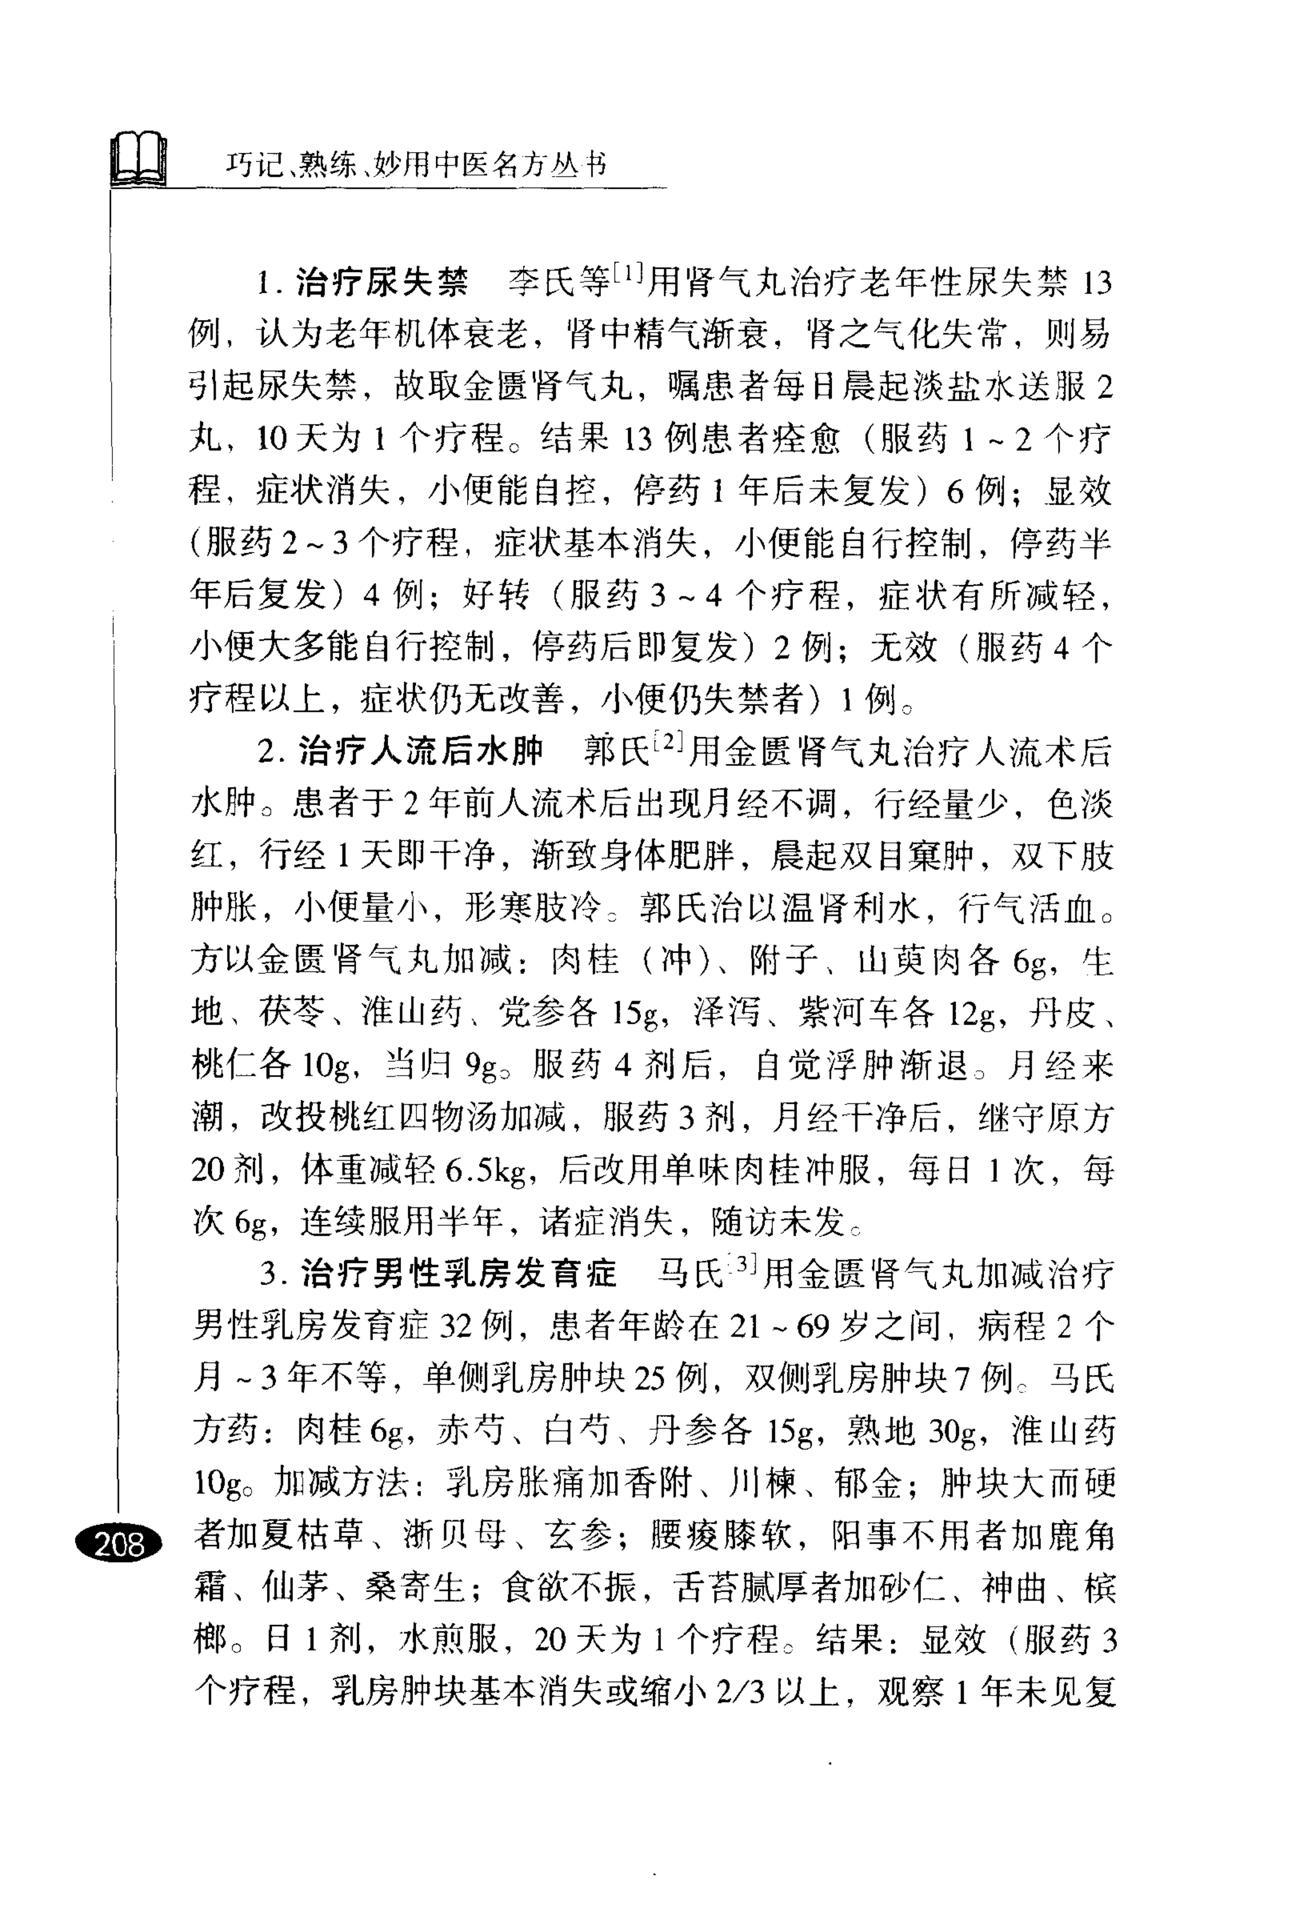 巧记、熟练、妙用中医名方丛书
1. 治疗尿失禁 李氏等[1]用肾气丸治疗老年性尿失禁 13
例，认为老年机体衰老，肾中精气渐衰，肾之气化失常，则易
引起尿失禁，故取金匮肾气丸，嘱患者每日晨起淡盐水送服 2
丸，10 天为 1 个疗程。结果 13 例患者痊愈（服药 1 ~ 2 个疗
程，症状消失，小便能自控，停药 1 年后未复发）6 例；显效
（服药 2 ~ 3 个疗程，症状基本消失，小便能自行控制，停药半
年后复发）4 例；好转（服药 3 ~ 4 个疗程，症状有所减轻，
小便大多能自行控制，停药后即复发）2 例；无效（服药 4 个
疗程以上，症状仍无改善，小便仍失禁者）1 例。
2. 治疗人流后水肿 郭氏[2]用金匮肾气丸治疗人流术后
水肿。患者于 2 年前人流术后出现月经不调，行经量少，色淡
红，行经 1 天即干净，渐致身体肥胖，晨起双目窠肿，双下肢
肿胀，小便量小，形寒肢冷。郭氏治以温肾利水，行气活血。
方以金匮肾气丸加减：肉桂（冲）、附子、山萸肉各 6g，生
地、茯苓、淮山药、党参各 15g，泽泻、紫河车各 12g，丹皮、
桃仁各 10g，当归 9g。服药 4 剂后，自觉浮肿渐退。月经来
潮，改投桃红四物汤加减，服药 3 剂，月经干净后，继守原方
20 剂，体重减轻 6.5kg，后改用单味肉桂冲服，每日 1 次，每
次 6g，连续服用半年，诸症消失，随访未发。
3. 治疗男性乳房发育症 马氏[3]用金匮肾气丸加减治疗
男性乳房发育症 32 例，患者年龄在 21 ~ 69 岁之间，病程 2 个
月 ~ 3 年不等，单侧乳房肿块 25 例，双侧乳房肿块 7 例。马氏
方药：肉桂 6g，赤芍、白芍、丹参各 15g，熟地 30g，淮山药
10g。加减方法：乳房胀痛加香附、川楝、郁金；肿块大而硬
者加夏枯草、浙贝母、玄参；腰痠膝软，阳事不用者加鹿角
霜、仙茅、桑寄生；食欲不振，舌苔腻厚者加砂仁、神曲、槟
榔。日 1 剂，水煎服，20 天为 1 个疗程。结果：显效（服药 3
个疗程，乳房肿块基本消失或缩小 2/3 以上，观察 1 年未见复
208